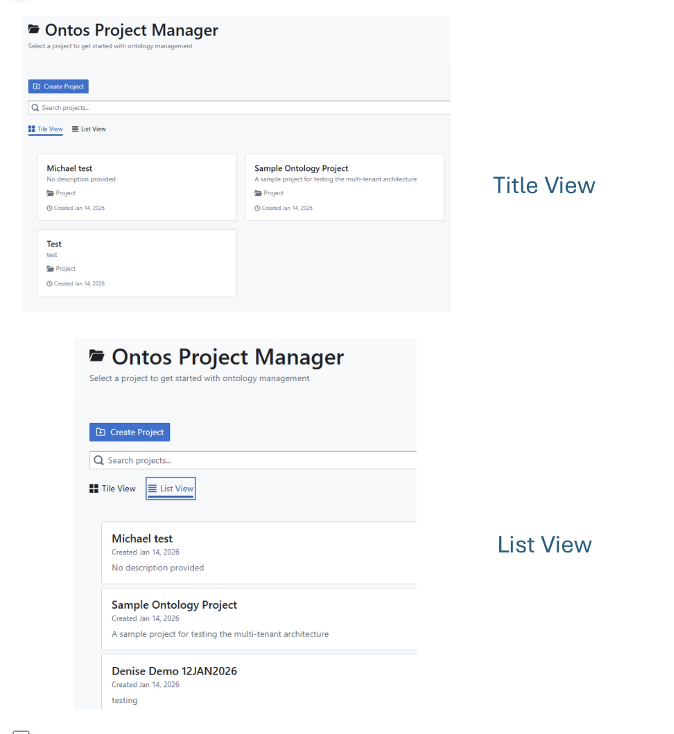 Ontos Project Manager
Select a project to get started with ontology management
Create Project
Search projects...
Tile View List View
Michael test
No description provided
Project
Created Jan 14, 2026
Sample Ontology Project
A sample project for testing the multi-tenant architecture
Project
Created Jan 14, 2026
Test
test
Project
Created Jan 14, 2026
Title View
Ontos Project Manager
Select a project to get started with ontology management
Create Project
Search projects...
Tile View List View
Michael test
Created Jan 14, 2026
No description provided
Sample Ontology Project
Created Jan 14, 2026
A sample project for testing the multi-tenant architecture
Denise Demo 12JAN2026
Created Jan 14, 2026
testing
List View